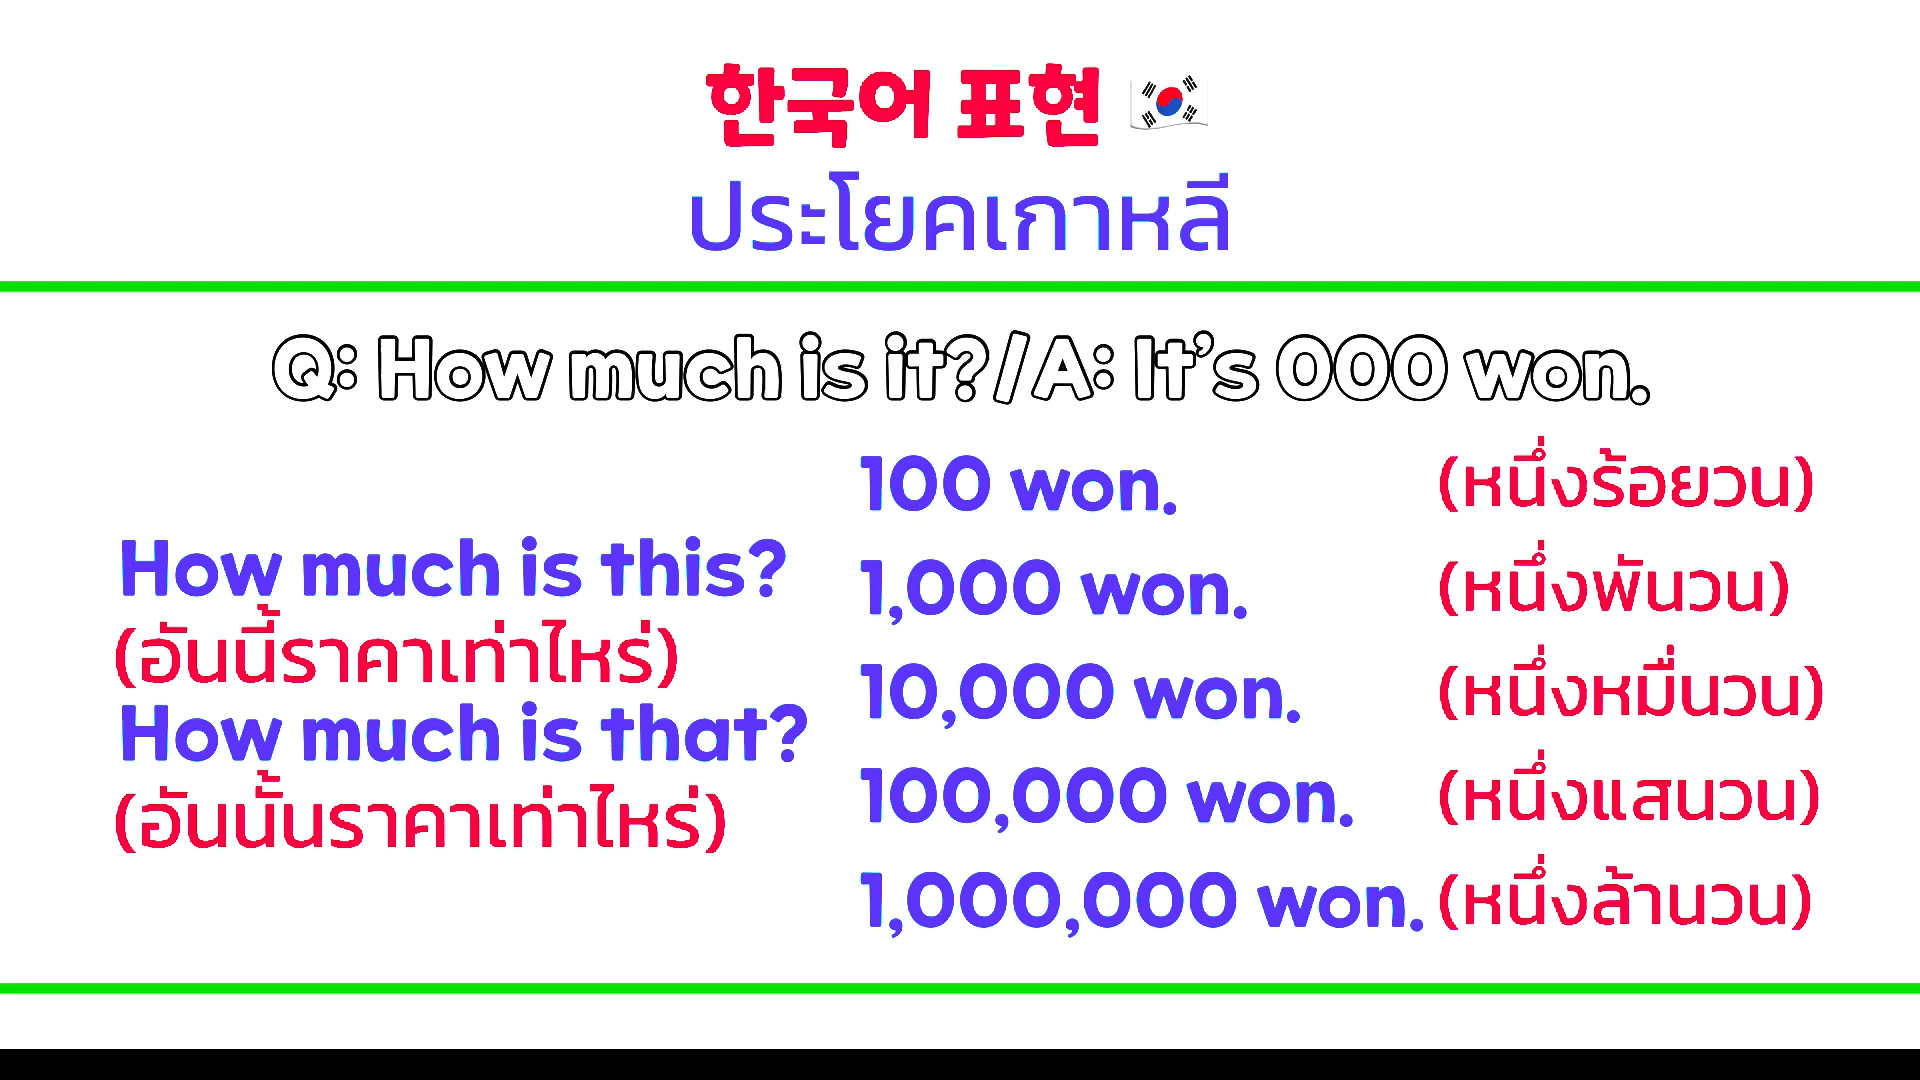 한국어 표현 🇰🇷
ประโยคเกาหลี
Q: How much is it?/A: It's 000 won.
How much is this?
(อันนี้ราคาเท่าไหร่)
How much is that?
(อันนั้นราคาเท่าไหร่)
100 won. (หนึ่งร้อยวน)
1,000 won. (หนึ่งพันวน)
10,000 won. (หนึ่งหมื่นวน)
100,000 won. (หนึ่งแสนวน)
1,000,000 won. (หนึ่งล้านวน)